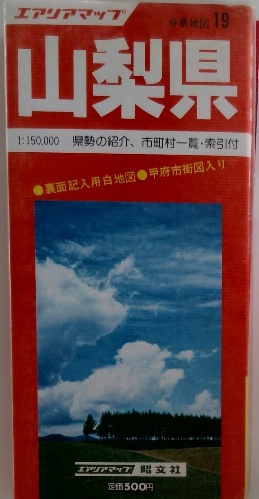 エアリアマップ 分県地図 19
山梨県
1:150,000 県勢の紹介、市町村一覧・索引付
●裏面記入用白地図●甲府市街図入り
エアリアマップ 昭文社
定価500円